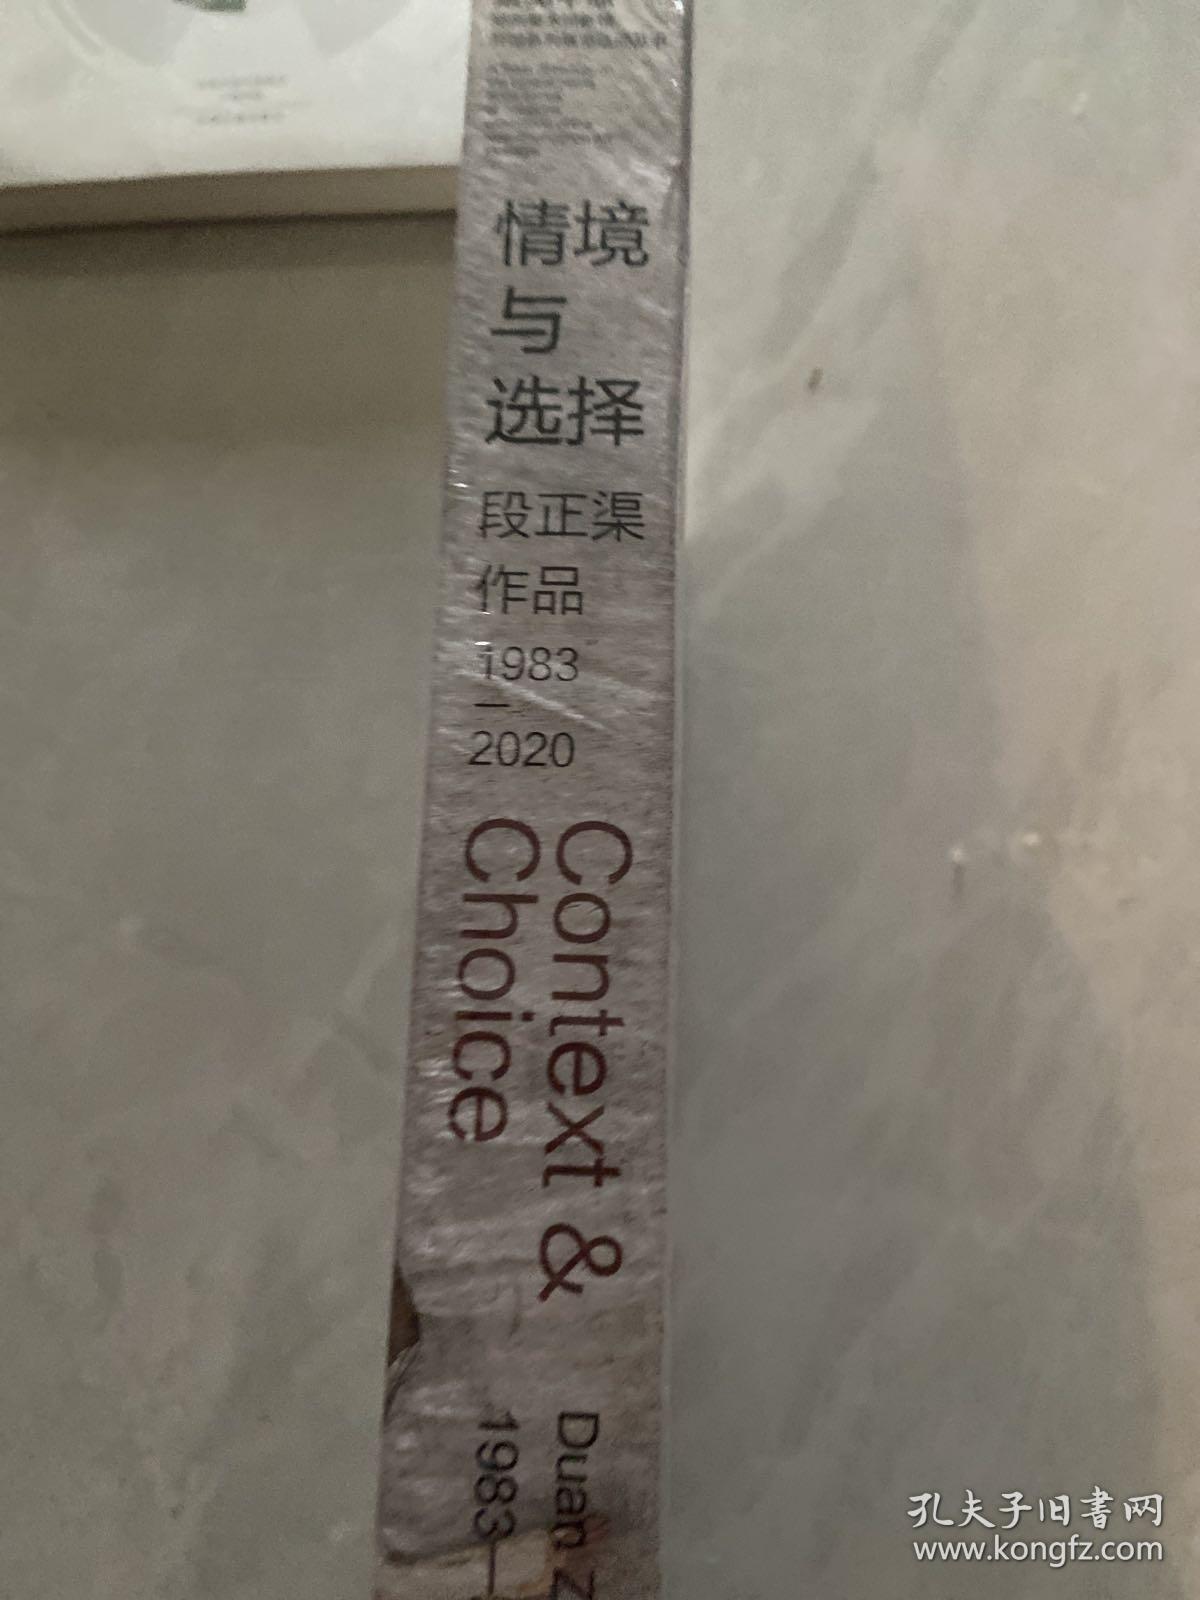 情境
与
选择
段正渠
作品
1983
—
2020
Context &
Choice
Duan Z
1983—
孔夫子旧書网
www.kongfz.com